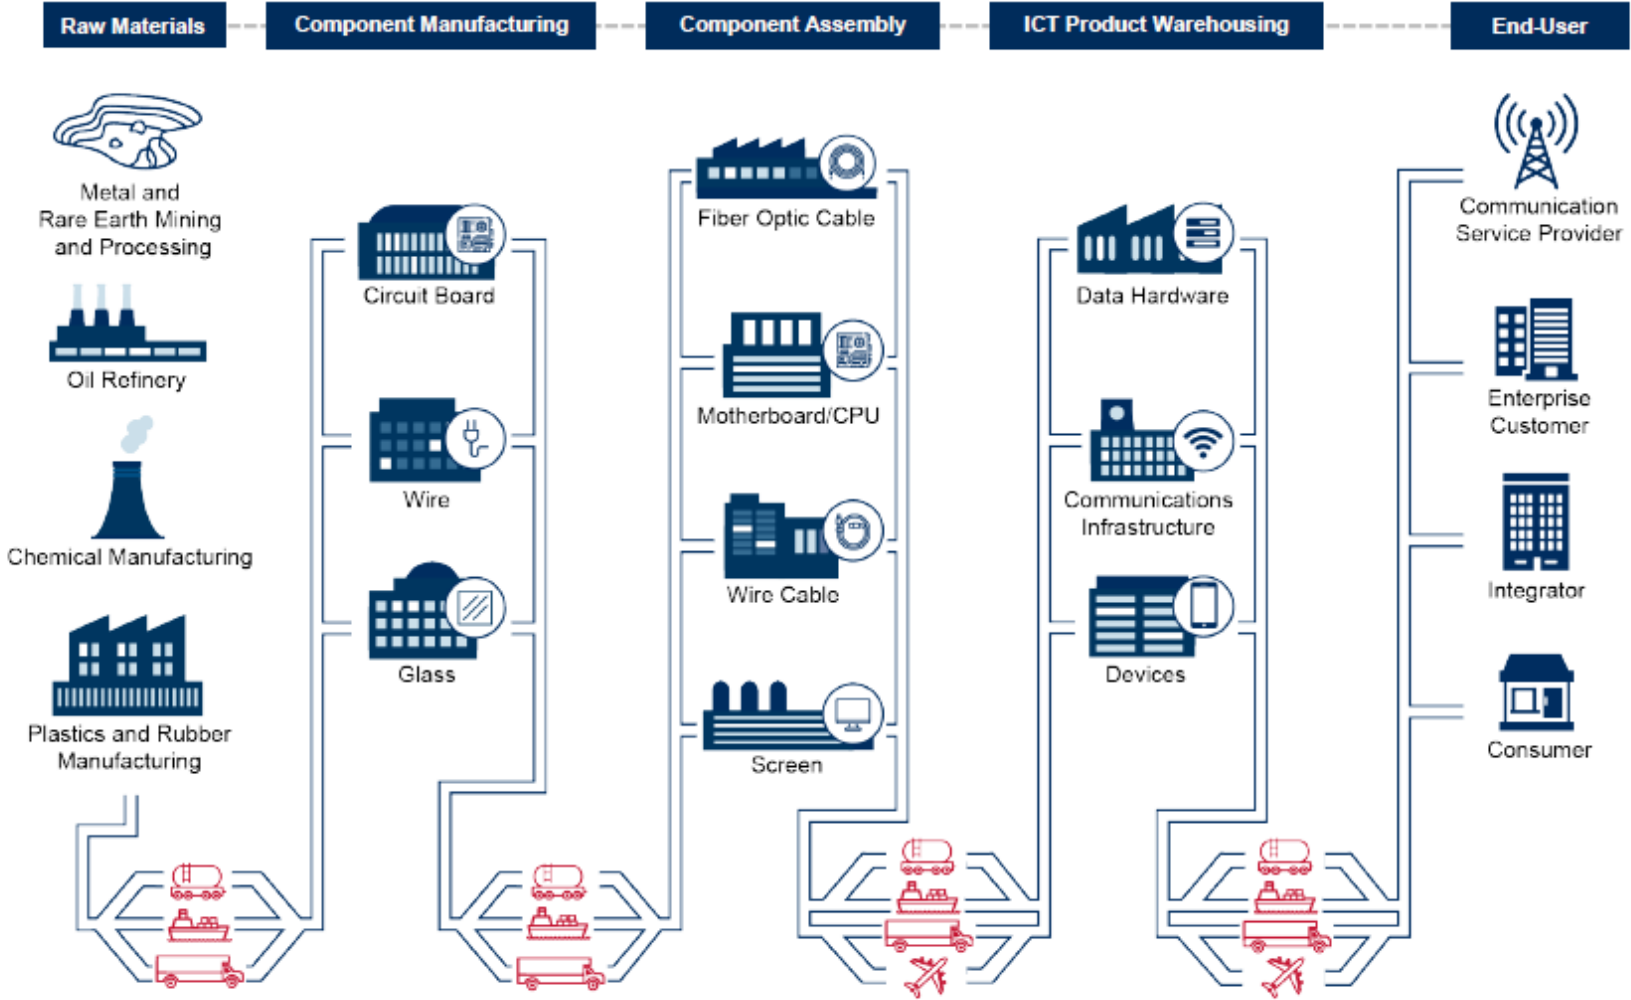 Raw Materials
Component Manufacturing
Component Assembly
ICT Product Warehousing
End-User
Metal and
Rare Earth Mining
and Processing
Oil Refinery
Chemical Manufacturing
Plastics and Rubber
Manufacturing
Circuit Board
Wire
Glass
Fiber Optic Cable
Motherboard/CPU
Wire Cable
Screen
Data Hardware
Communications
Infrastructure
Devices
Communication
Service Provider
Enterprise
Customer
Integrator
Consumer